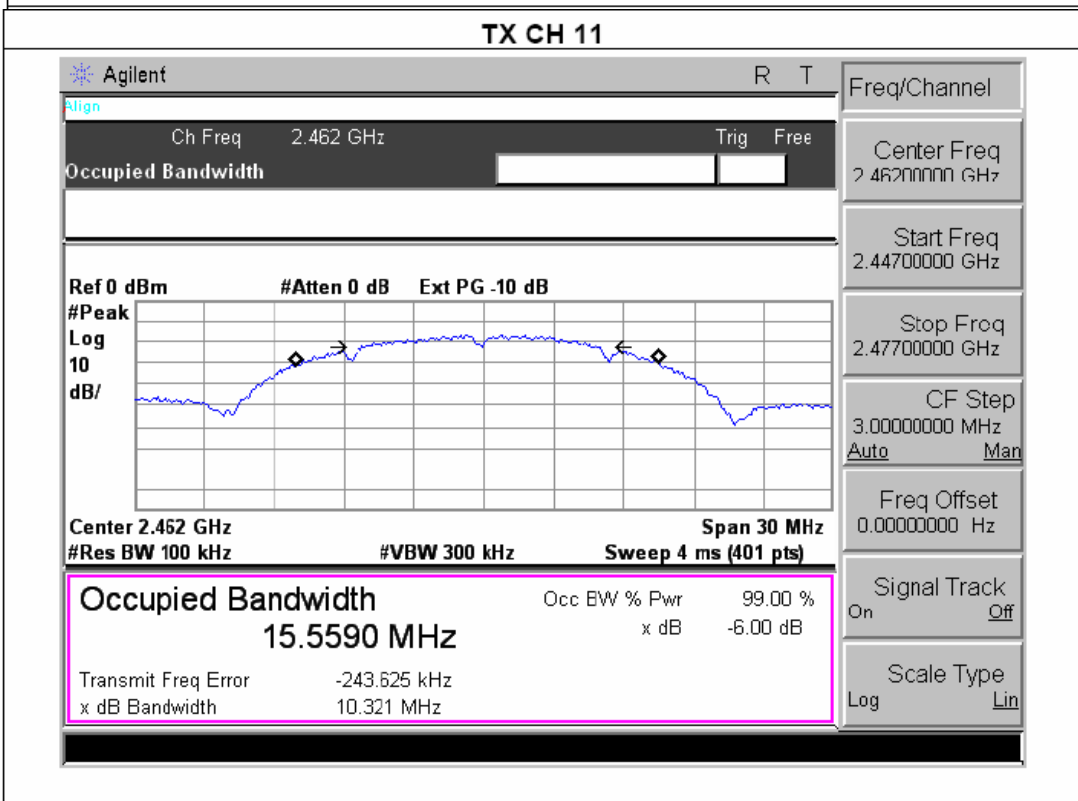 TX CH 11
Agilent R T
Align
Ch Freq 2.462 GHz Trig Free
Occupied Bandwidth
Ref 0 dBm #Atten 0 dB Ext PG -10 dB
#Peak
Log
10
dB/
Center 2.462 GHz Span 30 MHz
#Res BW 100 kHz #VBW 300 kHz Sweep 4 ms (401 pts)
Occupied Bandwidth
15.5590 MHz
Occ BW % Pwr 99.00 %
x dB -6.00 dB
Transmit Freq Error -243.625 kHz
x dB Bandwidth 10.321 MHz
Freq/Channel
Center Freq
2.46200000 GHz
Start Freq
2.44700000 GHz
Stop Freq
2.47700000 GHz
CF Step
3.00000000 MHz
Auto Man
Freq Offset
0.00000000 Hz
Signal Track
On Off
Scale Type
Log Lin